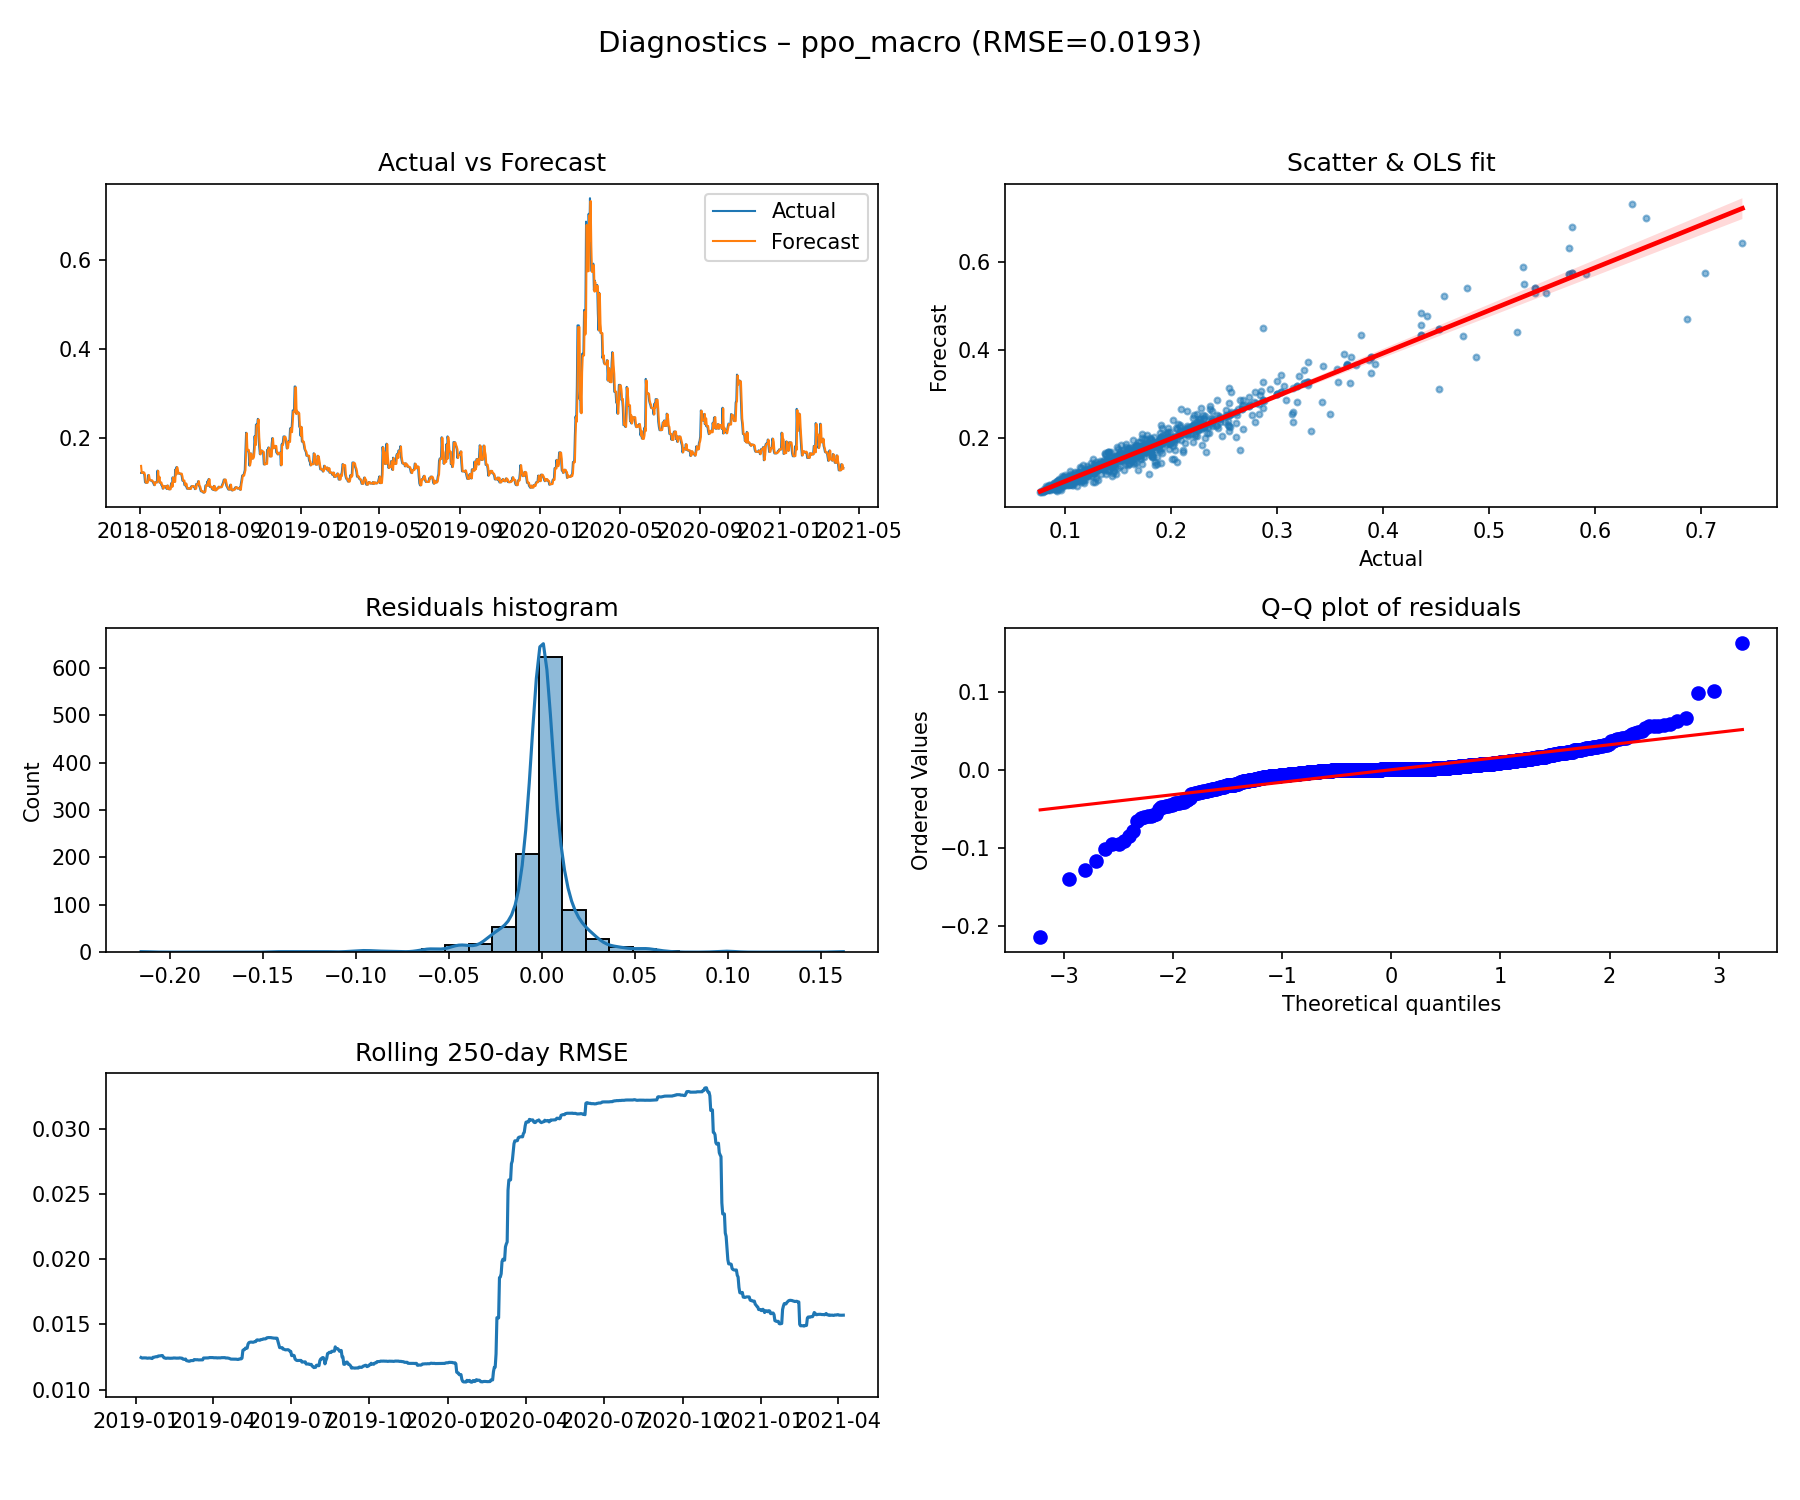 Diagnostics – ppo_macro (RMSE=0.0193)
Actual vs Forecast
Actual
Forecast
0.6
0.4
0.2
2018-05 2018-09 2019-01 2019-05 2019-09 2020-01 2020-05 2020-09 2021-01 2021-05
Scatter & OLS fit
Forecast
0.6
0.4
0.2
0.1 0.2 0.3 0.4 0.5 0.6 0.7
Actual
Residuals histogram
Count
600
500
400
300
200
100
0
−0.20 −0.15 −0.10 −0.05 0.00 0.05 0.10 0.15
Q–Q plot of residuals
Ordered Values
0.1
0.0
−0.1
−0.2
−3 −2 −1 0 1 2 3
Theoretical quantiles
Rolling 250-day RMSE
0.030
0.025
0.020
0.015
0.010
2019-01 2019-04 2019-07 2019-10 2020-01 2020-04 2020-07 2020-10 2021-01 2021-04